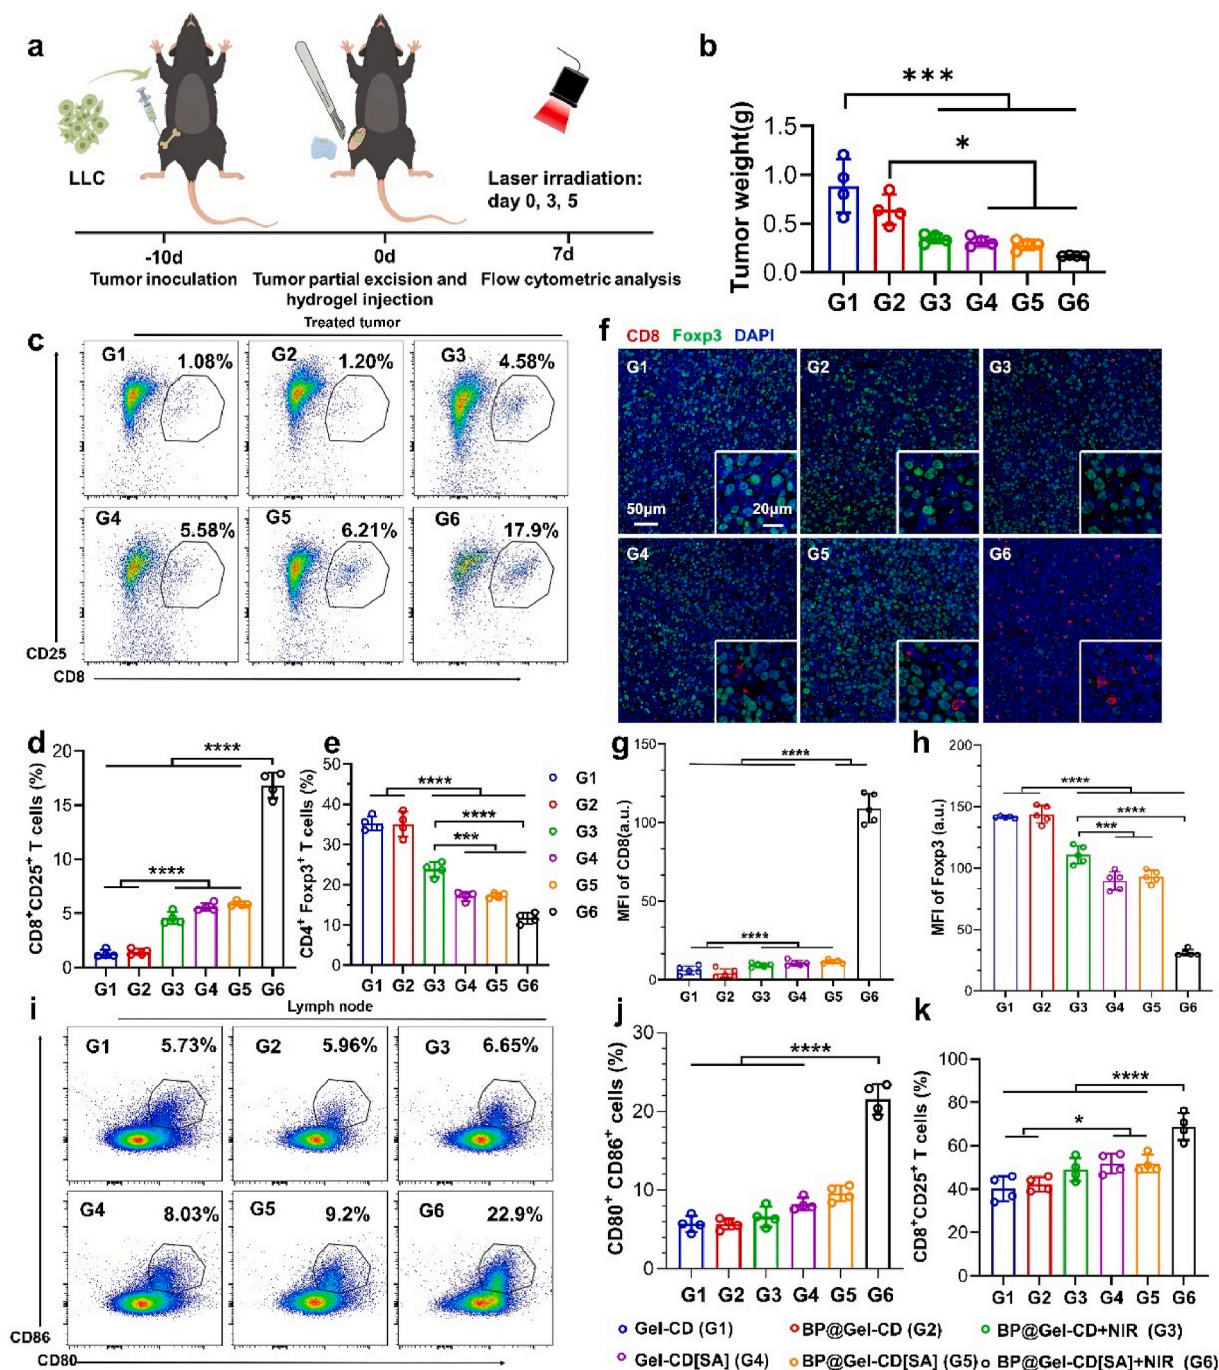 a
LLC
Laser irradiation:
day 0, 3, 5
-10d
0d
7d
Tumor inoculation
Tumor partial excision and
hydrogel injection
Flow cytometric analysis
b
***
*
Tumor weight(g)
1.5
1.0
0.5
0.0
G1 G2 G3 G4 G5 G6
c
Treated tumor
G1 1.08%
G2 1.20%
G3 4.58%
G4 5.58%
G5 6.21%
G6 17.9%
CD25
CD8
f
CD8 Foxp3 DAPI
G1
G2
G3
50μm
20μm
G4
G5
G6
d
CD8+CD25+ T cells (%)
20
15
10
5
0
****
****
G1 G2 G3 G4 G5 G6
e
CD4+ Foxp3+ T cells (%)
50
40
30
20
10
0
****
****
***
G1 G2 G3 G4 G5 G6
G1
G2
G3
G4
G5
G6
g
MFI of CD8(a.u.)
150
100
50
0
****
****
G1 G2 G3 G4 G5 G6
h
MFI of Foxp3 (a.u.)
200
150
100
50
0
****
****
***
G1 G2 G3 G4 G5 G6
i
Lymph node
G1 5.73%
G2 5.96%
G3 6.65%
G4 8.03%
G5 9.2%
G6 22.9%
CD86
CD80
j
CD80+ CD86+ cells (%)
30
20
10
0
****
G1 G2 G3 G4 G5 G6
k
CD8+CD25+ T cells (%)
100
80
60
40
20
0
****
*
G1 G2 G3 G4 G5 G6
Gel-CD (G1)
BP@Gel-CD (G2)
BP@Gel-CD+NIR (G3)
Gel-CD[SA] (G4)
BP@Gel-CD[SA] (G5)
BP@Gel-CD[SA]+NIR (G6)